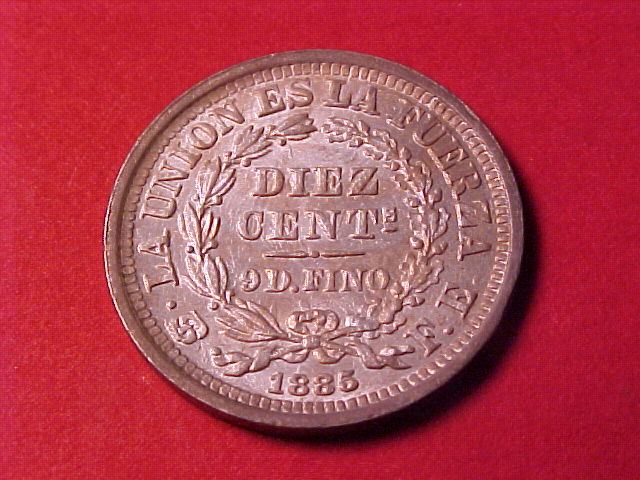 LA UNION ES LA FUERZA
DIEZ
CENTS
9D.FINO
F.E.
1885